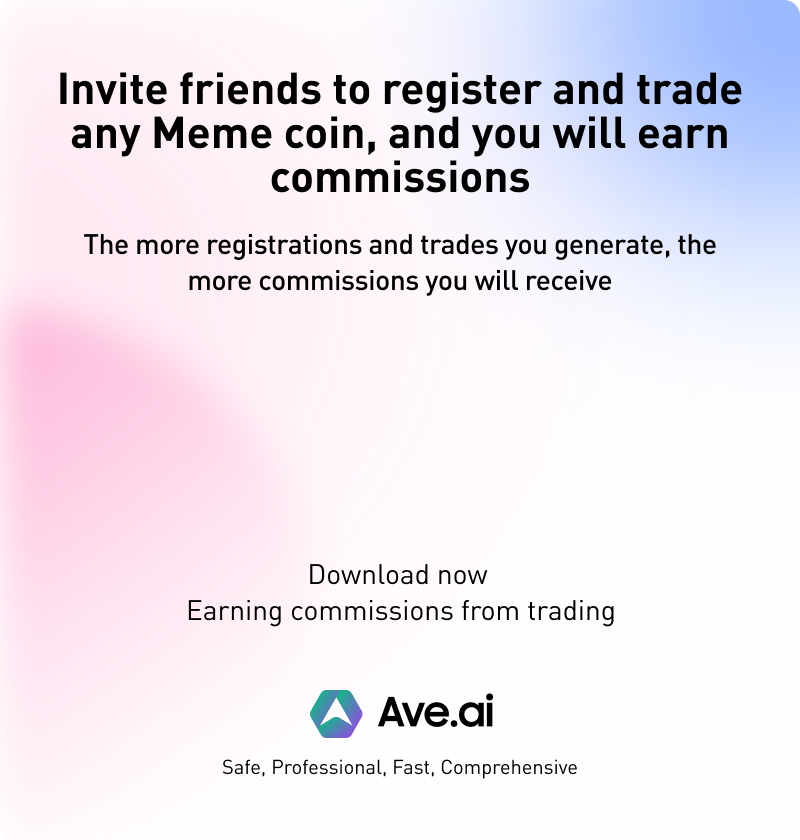 Invite friends to register and trade
any Meme coin, and you will earn
commissions
The more registrations and trades you generate, the
more commissions you will receive
Download now
Earning commissions from trading
Ave.ai
Safe, Professional, Fast, Comprehensive